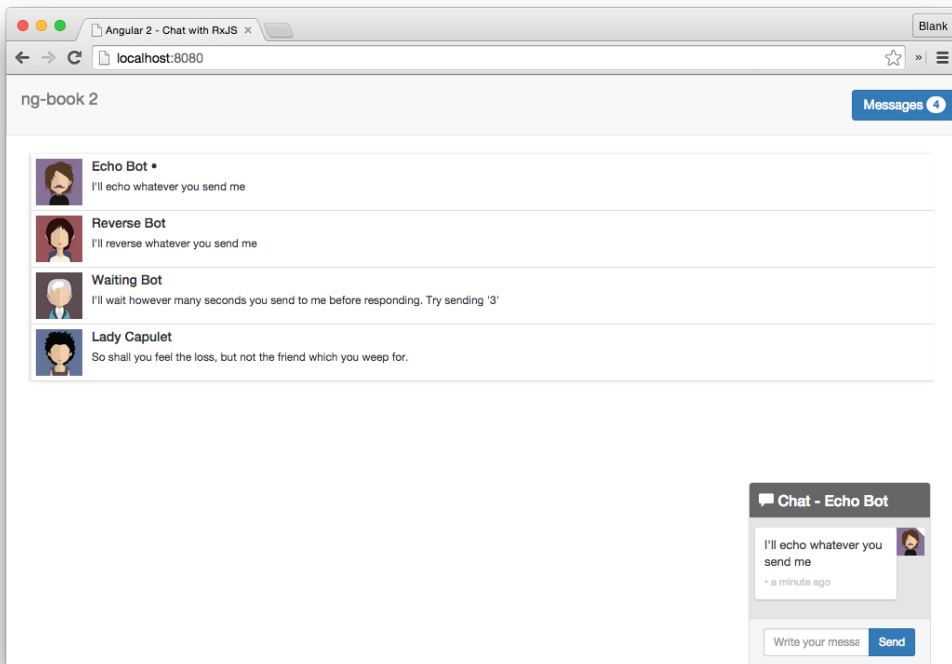 Angular 2 - Chat with RxJS
Blank
localhost:8080
ng-book 2
Messages 4
Echo Bot •
I'll echo whatever you send me
Reverse Bot
I'll reverse whatever you send me
Waiting Bot
I'll wait however many seconds you send to me before responding. Try sending '3'
Lady Capulet
So shall you feel the loss, but not the friend which you weep for.
Chat - Echo Bot
I'll echo whatever you
send me
• a minute ago
Write your messa
Send